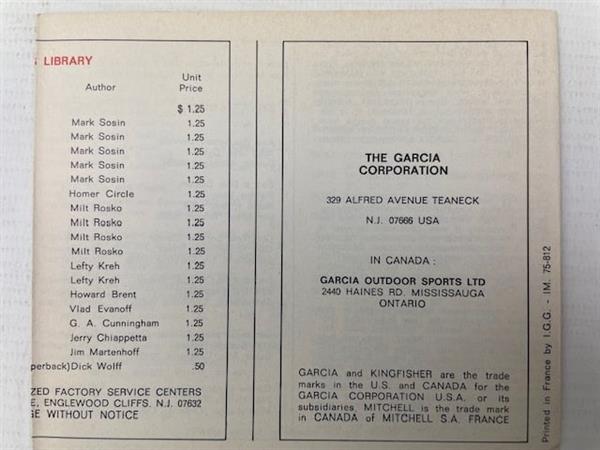 LIBRARY
Author Unit Price
$ 1.25
Mark Sosin 1.25
Mark Sosin 1.25
Mark Sosin 1.25
Mark Sosin 1.25
Mark Sosin 1.25
Homer Circle 1.25
Milt Rosko 1.25
Milt Rosko 1.25
Milt Rosko 1.25
Milt Rosko 1.25
Lefty Kreh 1.25
Lefty Kreh 1.25
Howard Brent 1.25
Vlad Evanoff 1.25
G. A. Cunningham 1.25
Jerry Chiappetta 1.25
Jim Martenhoff 1.25
perback) Dick Wolff .50
ZED FACTORY SERVICE CENTERS
E, ENGLEWOOD CLIFFS. N.J. 07632
GE WITHOUT NOTICE
THE GARCIA
CORPORATION
329 ALFRED AVENUE TEANECK
N.J. 07666 USA
IN CANADA :
GARCIA OUTDOOR SPORTS LTD
2440 HAINES RD. MISSISSAUGA
ONTARIO
GARCIA and KINGFISHER are the trade
marks in the U.S. and CANADA for the
GARCIA CORPORATION U.S.A. or its
subsidiaries. MITCHELL is the trade mark
in CANADA of MITCHELL S.A. FRANCE
Printed in France by I.G.G. - IM. 75-812